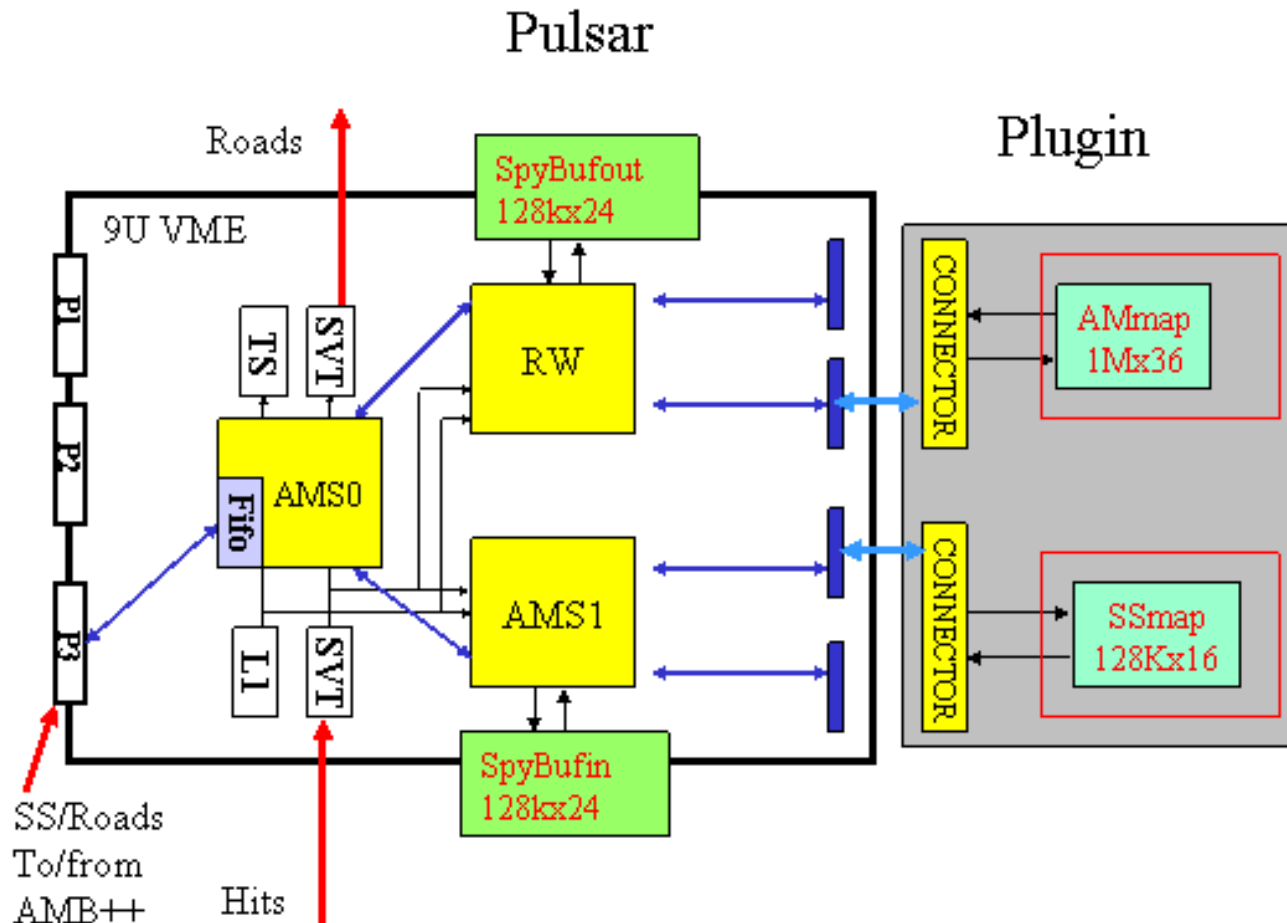 Pulsar
Plugin
Roads
SpyBufout
128kx24
9U VME
P1
P2
P3
TS
SVT
RW
CONNECTOR
AMmap
1Mx36
Fifo
AMS0
AMS1
L1
SVT
CONNECTOR
SSmap
128Kx16
SpyBufin
128kx24
SS/Roads
To/from
AMB++
Hits